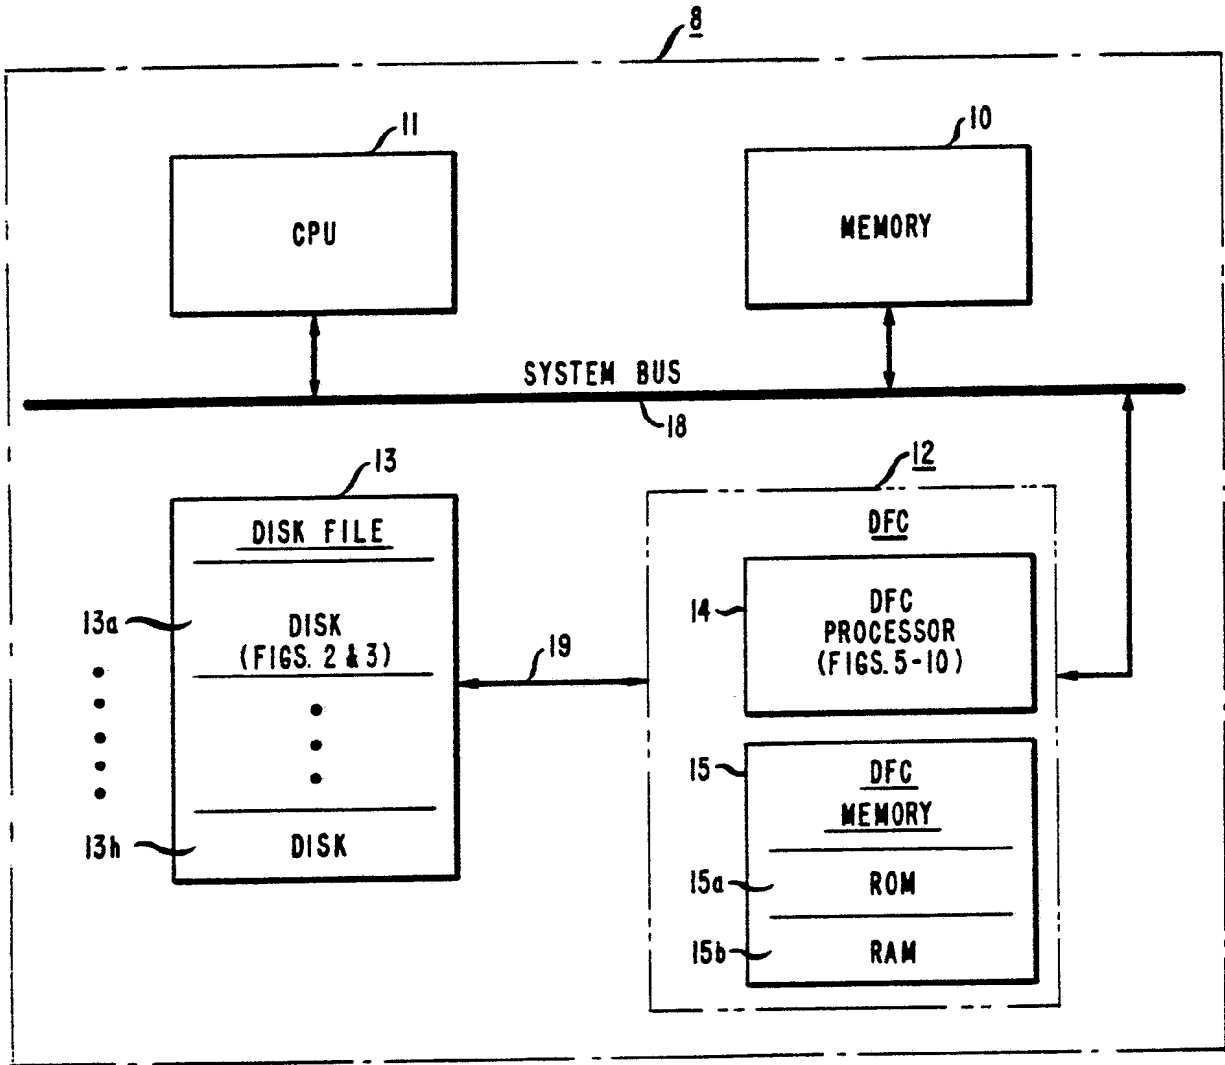 8
11
10
CPU
MEMORY
SYSTEM BUS
18
13
12
DISK FILE
DFC
13a
DISK
(FIGS. 2 & 3)
19
14
DFC
PROCESSOR
(FIGS. 5-10)
15
DFC
MEMORY
13h
DISK
15a
ROM
15b
RAM